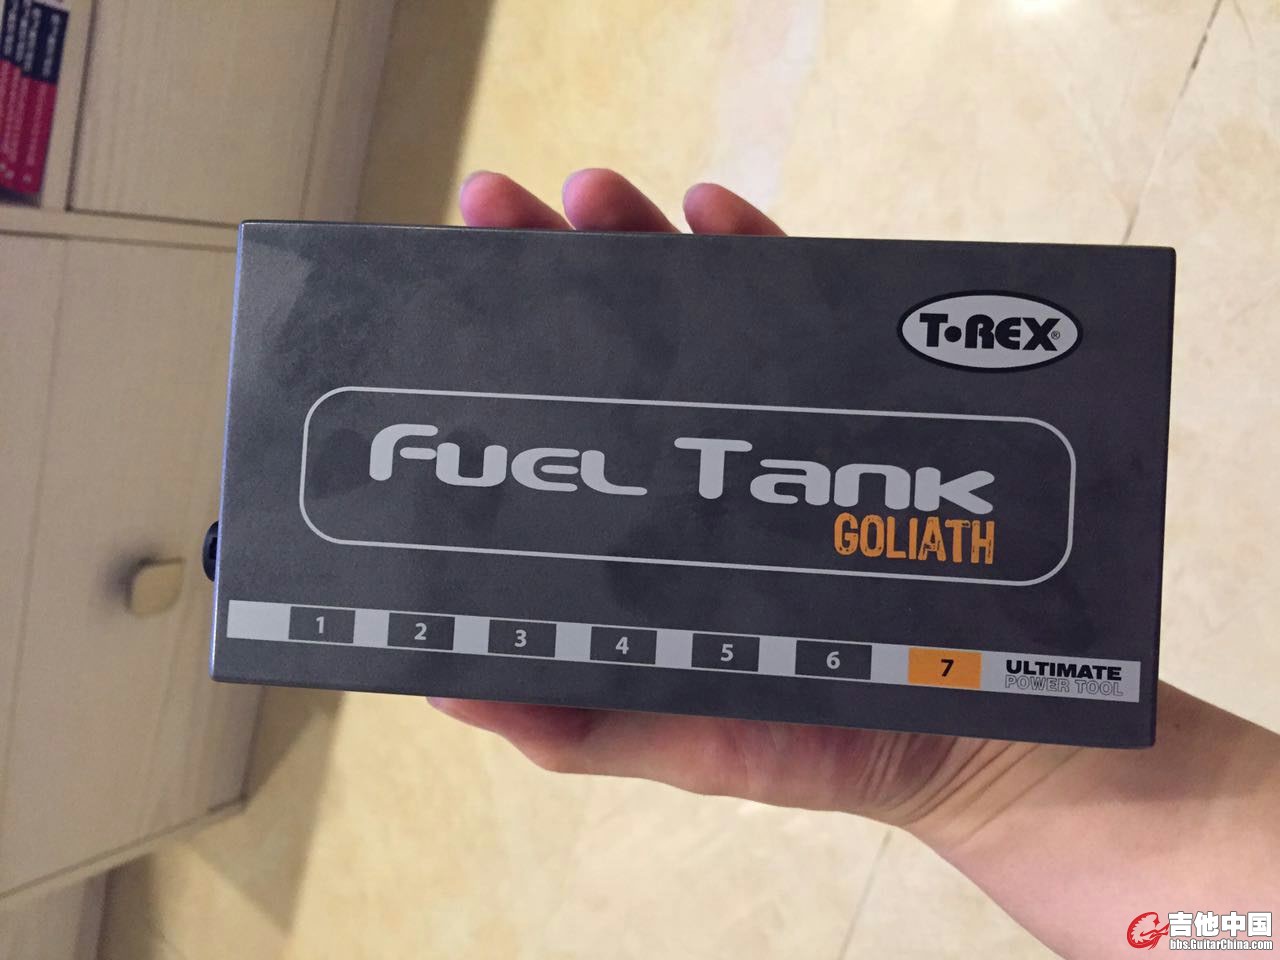 T•REX®
FUEL TANK
GOLIATH
1 2 3 4 5 6 7 ULTIMATE
POWER TOOL
吉他中国
bbs.GuitarChina.com